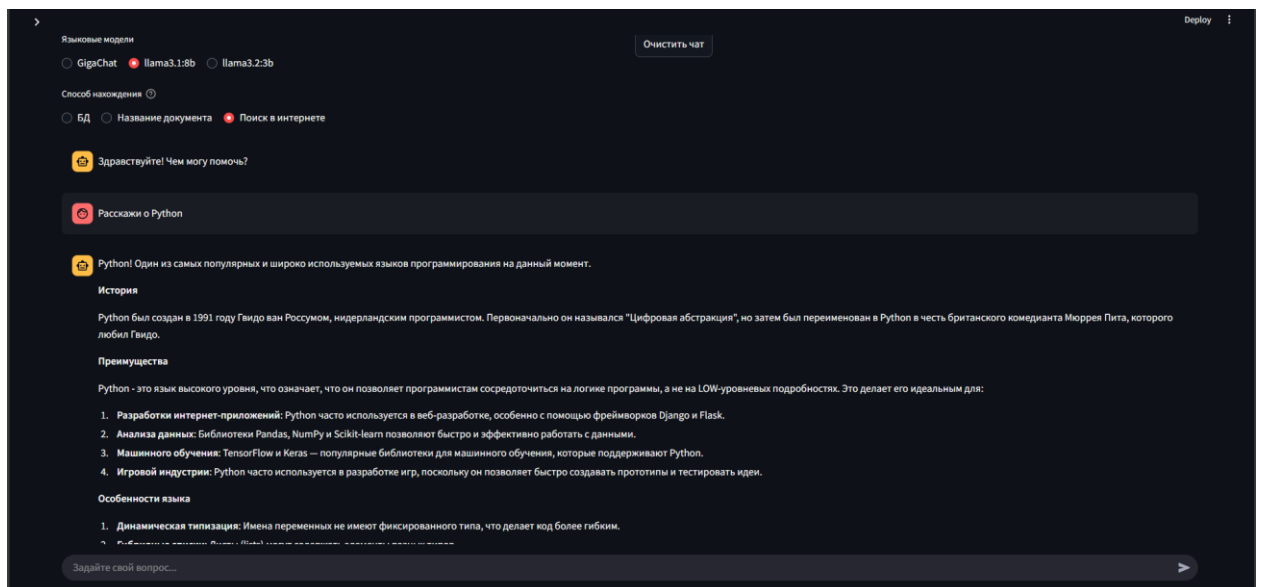 Deploy
Языковые модели
Очистить чат
GigaChat llama3.1:8b llama3.2:3b
Способ нахождения
БД Название документа Поиск в интернете
Здравствуйте! Чем могу помочь?
Расскажи о Python
Python! Один из самых популярных и широко используемых языков программирования на данный момент.
История
Python был создан в 1991 году Гвидо ван Россумом, нидерландским программистом. Первоначально он назывался "Цифровая абстракция", но затем был переименован в Python в честь британского комедианта Мюррея Пита, которого
любил Гвидо.
Преимущества
Python - это язык высокого уровня, что означает, что он позволяет программистам сосредоточиться на логике программы, а не на LOW-уровневых подробностях. Это делает его идеальным для:
1. Разработки интернет-приложений: Python часто используется в веб-разработке, особенно с помощью фреймворков Django и Flask.
2. Анализа данных: Библиотеки Pandas, NumPy и Scikit-learn позволяют быстро и эффективно работать с данными.
3. Машинного обучения: TensorFlow и Keras — популярные библиотеки для машинного обучения, которые поддерживают Python.
4. Игровой индустрии: Python часто используется в разработке игр, поскольку он позволяет быстро создавать прототипы и тестировать идеи.
Особенности языка
1. Динамическая типизация: Имена переменных не имеют фиксированного типа, что делает код более гибким.
Задайте свой вопрос...